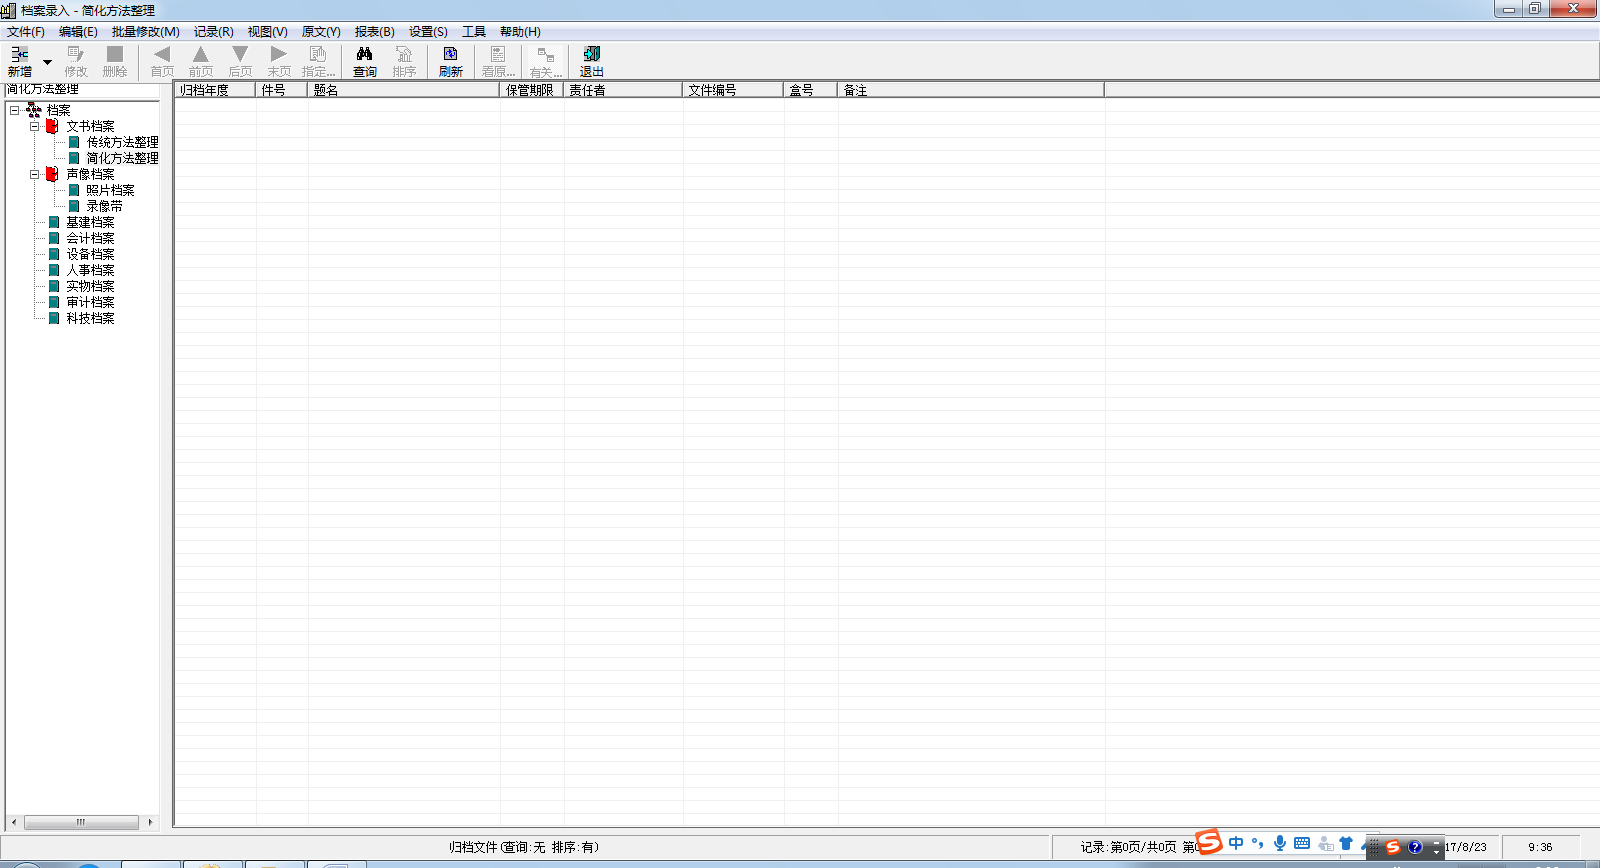 档案录入 - 简化方法整理
文件(F) 编辑(E) 批量修改(M) 记录(R) 视图(V) 原文(Y) 报表(B) 设置(S) 工具 帮助(H)
新增 修改 删除 首页 前页 后页 末页 指定... 查询 排序 刷新 看原... 有关... 退出
简化方法整理
归档年度 件号 题名 保管期限 责任者 文件编号 盒号 备注
档案
文书档案
传统方法整理
简化方法整理
声像档案
照片档案
录像带
基建档案
会计档案
设备档案
人事档案
实物档案
审计档案
科技档案
归档文件(查询:无 排序:有) 记录:第0页/共0页 第 中 17/8/23 9:36